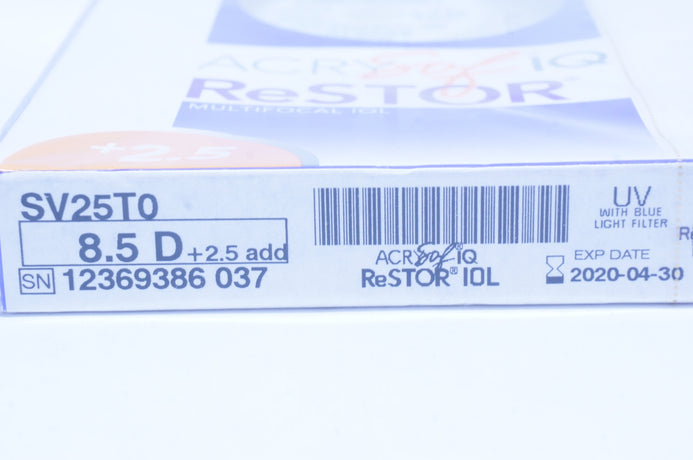 ACRYSof IQ
ReSTOR™
MULTIFOCAL IOL
+2.5
SV25T0
8.5 D +2.5 add
SN 12369386 037
ACRYSof® IQ
ReSTOR® IOL
UV
WITH BLUE
LIGHT FILTER
EXP DATE
2020-04-30